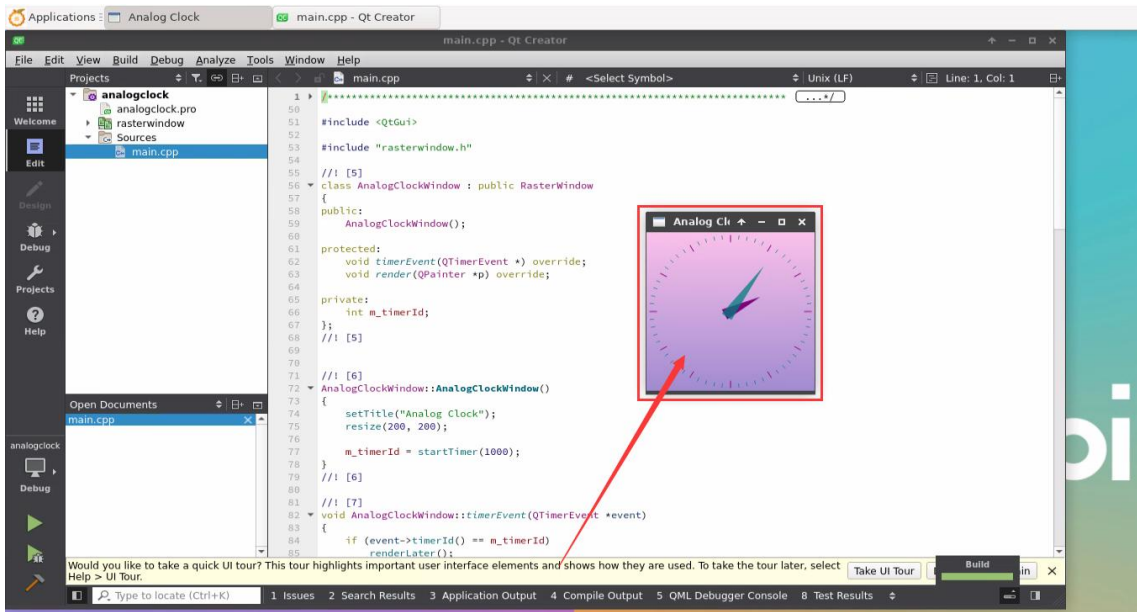 Applications Analog Clock main.cpp - Qt Creator
main.cpp - Qt Creator
File Edit View Build Debug Analyze Tools Window Help
Projects main.cpp # <Select Symbol> Unix (LF) Line: 1, Col: 1
Welcome
Edit
Design
Debug
Projects
Help
analogclock
Debug
analogclock
analogclock.pro
rasterwindow
Sources
main.cpp
Open Documents
main.cpp
1 /**************************************************************************** ...*/
50
51 #include <QtGui>
52
53 #include "rasterwindow.h"
54
55 //! [5]
56 class AnalogClockWindow : public RasterWindow
57 {
58 public:
59 AnalogClockWindow();
60
61 protected:
62 void timerEvent(QTimerEvent *) override;
63 void render(QPainter *p) override;
64
65 private:
66 int m_timerId;
67 };
68 //! [5]
69
70
71 //! [6]
72 AnalogClockWindow::AnalogClockWindow()
73 {
74 setTitle("Analog Clock");
75 resize(200, 200);
76
77 m_timerId = startTimer(1000);
78 }
79 //! [6]
80
81 //! [7]
82 void AnalogClockWindow::timerEvent(QTimerEvent *event)
83 {
84 if (event->timerId() == m_timerId)
85 renderLater();
Analog Cl
Would you like to take a quick UI tour? This tour highlights important user interface elements and shows how they are used. To take the tour later, select
Help > UI Tour.
Take UI Tour
Build
in
Type to locate (Ctrl+K) 1 Issues 2 Search Results 3 Application Output 4 Compile Output 5 QML Debugger Console 8 Test Results
pi